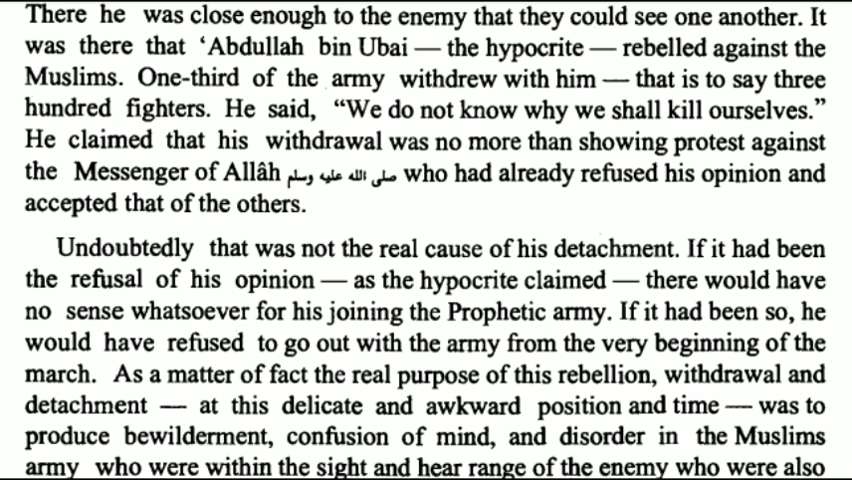 There he was close enough to the enemy that they could see one another. It
was there that ‘Abdullah bin Ubai — the hypocrite — rebelled against the
Muslims. One-third of the army withdrew with him — that is to say three
hundred fighters. He said, “We do not know why we shall kill ourselves.”
He claimed that his withdrawal was no more than showing protest against
the Messenger of Allâh صلى الله عليه وسلم who had already refused his opinion and
accepted that of the others.
Undoubtedly that was not the real cause of his detachment. If it had been
the refusal of his opinion — as the hypocrite claimed — there would have
no sense whatsoever for his joining the Prophetic army. If it had been so, he
would have refused to go out with the army from the very beginning of the
march. As a matter of fact the real purpose of this rebellion, withdrawal and
detachment — at this delicate and awkward position and time — was to
produce bewilderment, confusion of mind, and disorder in the Muslims
army who were within the sight and hear range of the enemy who were also